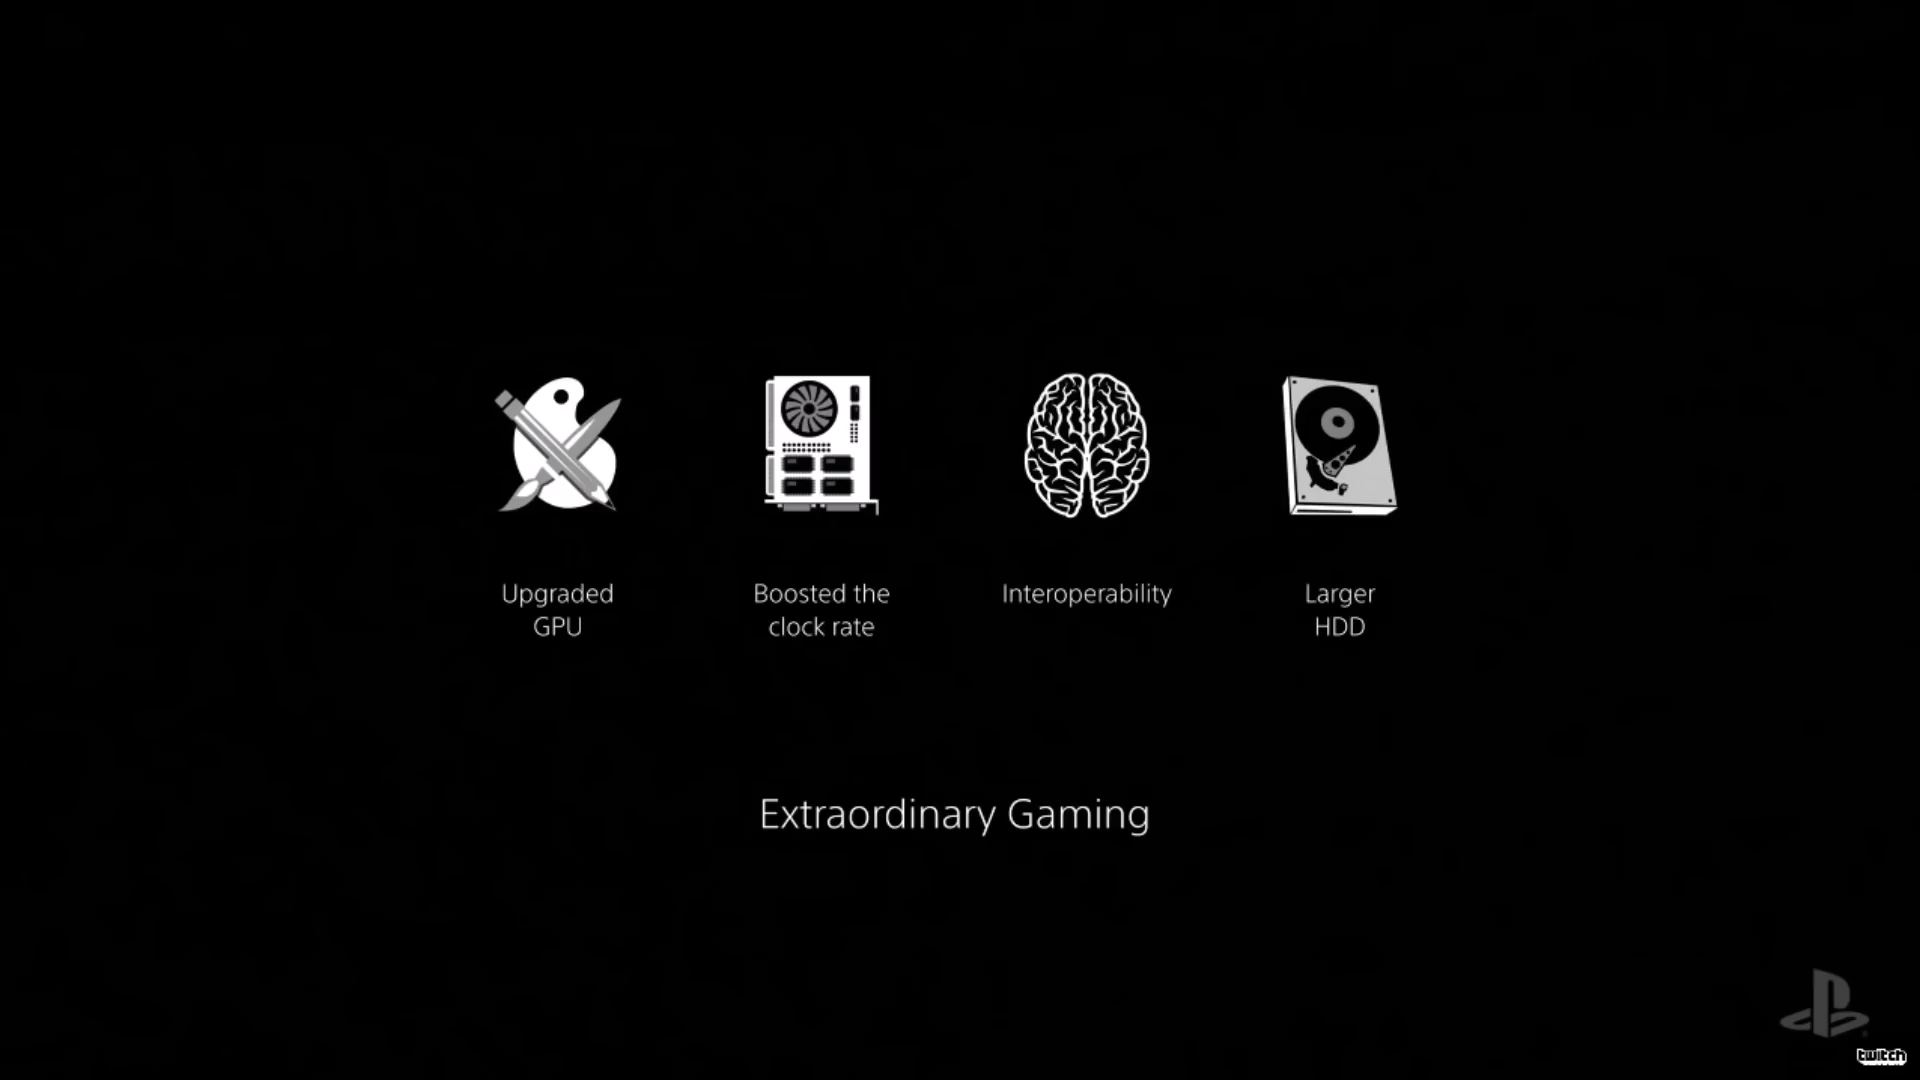 Upgraded
GPU
Boosted the
clock rate
Interoperability
Larger
HDD
Extraordinary Gaming
twitch